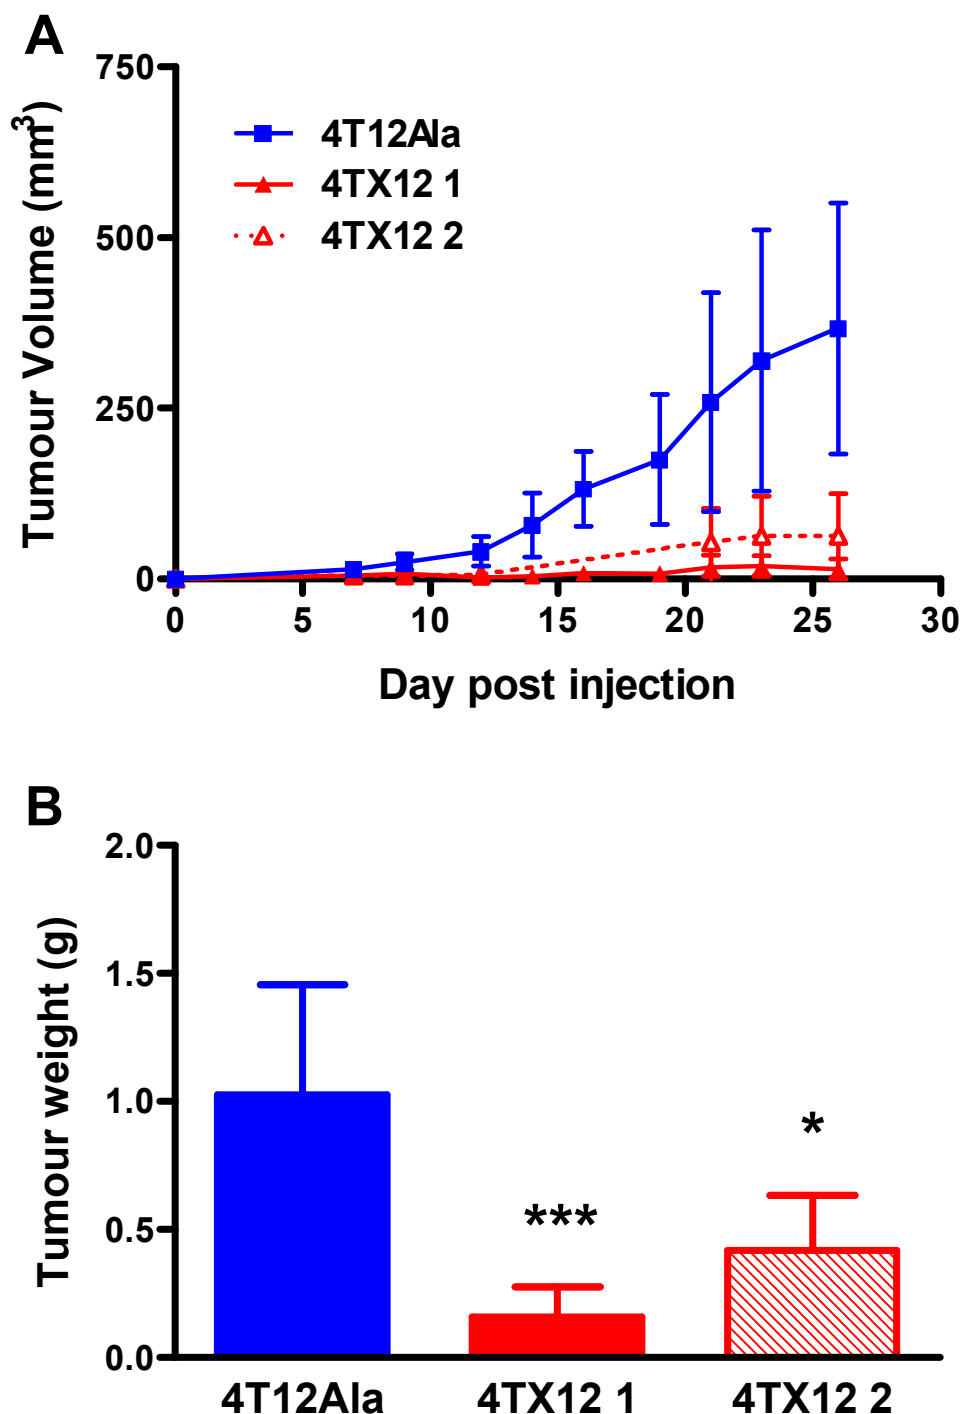 A
Tumour Volume (mm³)
750
500
250
0
4T12Ala
4TX12 1
4TX12 2
0 5 10 15 20 25 30
Day post injection
B
Tumour weight (g)
2.0
1.5
1.0
0.5
0.0
***
*
4T12Ala 4TX12 1 4TX12 2